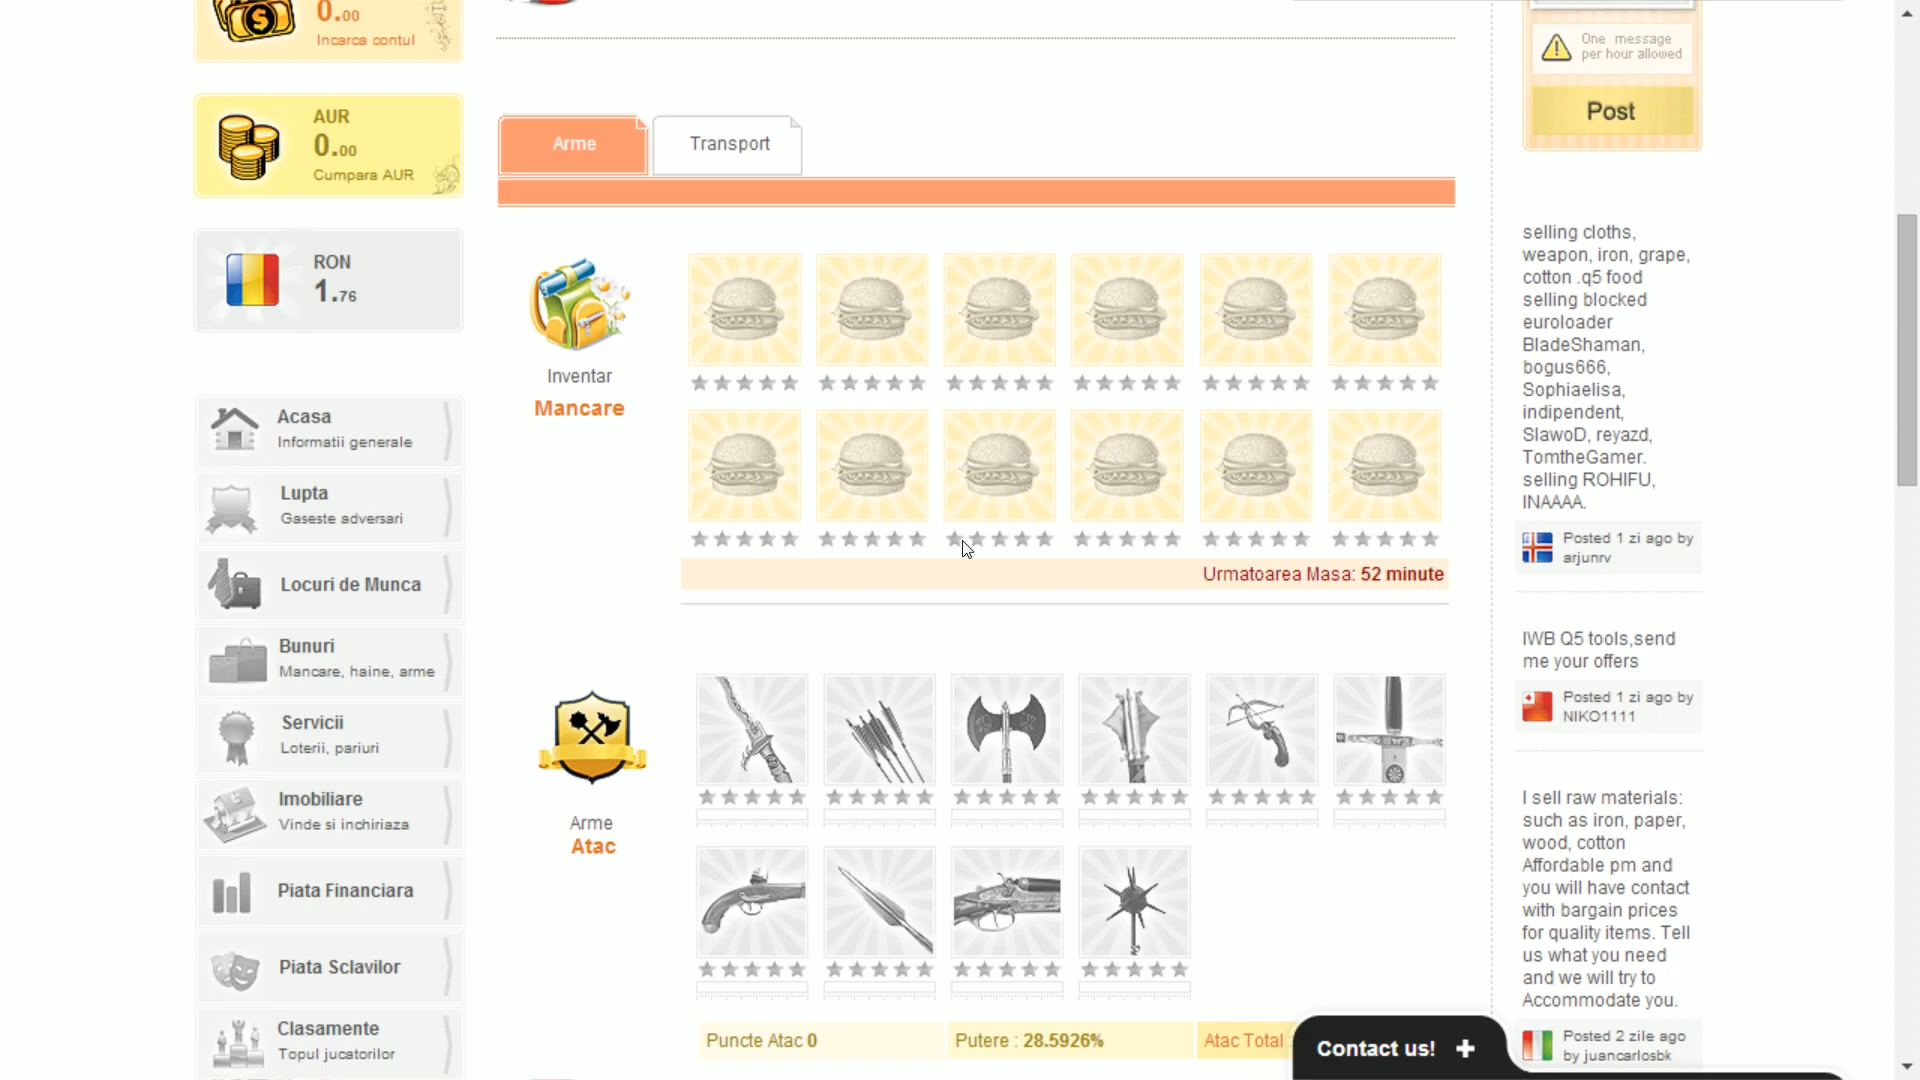 0.00
Incarca contul
AUR
0.00
Cumpara AUR
RON
1.76
Acasa
Informatii generale
Lupta
Gaseste adversari
Locuri de Munca
Bunuri
Mancare, haine, arme
Servicii
Loterii, pariuri
Imobiliare
Vinde si inchiriaza
Piata Financiara
Piata Sclavilor
Clasamente
Topul jucatorilor
Arme
Transport
Inventar
Mancare
Urmatoarea Masa: 52 minute
Arme
Atac
Puncte Atac 0
Putere : 28.5926%
Atac Total :
Contact us! +
One message
per hour allowed
Post
selling cloths,
weapon, iron, grape,
cotton .q5 food
selling blocked
euroloader
BladeShaman,
bogus666,
Sophiaelisa,
indipendent,
SlawoD, reyazd,
TomtheGamer.
selling ROHIFU,
INAAAA.
Posted 1 zi ago by
arjunrv
IWB Q5 tools,send
me your offers
Posted 1 zi ago by
NIKO1111
I sell raw materials:
such as iron, paper,
wood, cotton
Affordable pm and
you will have contact
with bargain prices
for quality items. Tell
us what you need
and we will try to
Accommodate you.
Posted 2 zile ago
by juancarlosbk